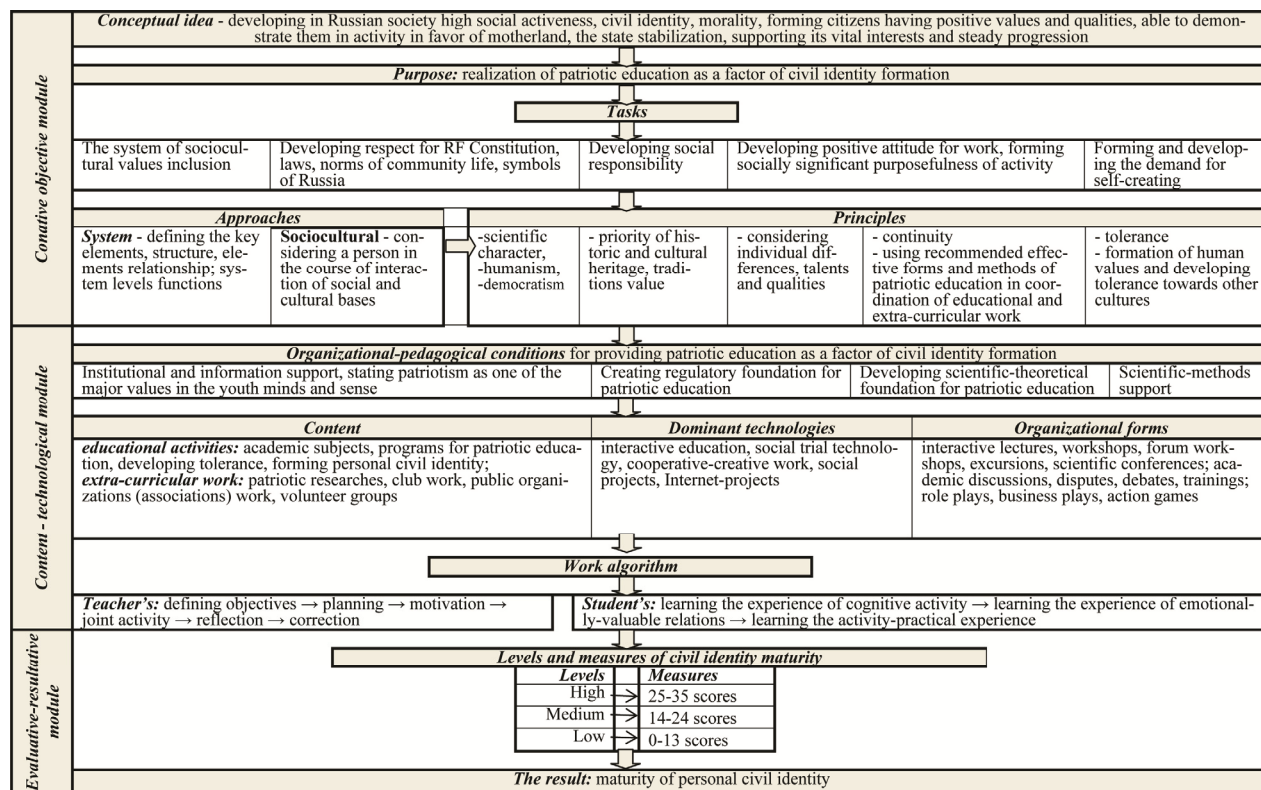 Conative objective module
Conceptual idea - developing in Russian society high social activeness, civil identity, morality, forming citizens having positive values and qualities, able to demon-
strate them in activity in favor of motherland, the state stabilization, supporting its vital interests and steady progression
Purpose: realization of patriotic education as a factor of civil identity formation
Tasks
The system of sociocul-
tural values inclusion
Developing respect for RF Constitution,
laws, norms of community life, symbols
of Russia
Developing social
responsibility
Developing positive attitude for work, forming
socially significant purposefulness of activity
Forming and develop-
ing the demand for
self-creating
Approaches
System - defining the key
elements, structure, ele-
ments relationship; sys-
tem levels functions
Sociocultural - con-
sidering a person in
the course of interac-
tion of social and
cultural bases
Principles
-scientific
character,
-humanism,
-democratism
- priority of his-
toric and cultural
heritage, tradi-
tions value
- considering
individual dif-
ferences, talents
and qualities
- continuity
- using recommended effec-
tive forms and methods of
patriotic education in coor-
dination of educational and
extra-curricular work
- tolerance
- formation of human
values and developing
tolerance towards other
cultures
Content - technological module
Organizational-pedagogical conditions for providing patriotic education as a factor of civil identity formation
Institutional and information support, stating patriotism as one of the
major values in the youth minds and sense
Creating regulatory foundation for
patriotic education
Developing scientific-theoretical
foundation for patriotic education
Scientific-methods
support
Content
educational activities: academic subjects, programs for patriotic educa-
tion, developing tolerance, forming personal civil identity;
extra-curricular work: patriotic researches, club work, public organi-
zations (associations) work, volunteer groups
Dominant technologies
interactive education, social trial technolo-
gy, cooperative-creative work, social
projects, Internet-projects
Organizational forms
interactive lectures, workshops, forum work-
shops, excursions, scientific conferences; aca-
demic discussions, disputes, debates, trainings;
role plays, business plays, action games
Work algorithm
Teacher's: defining objectives → planning → motivation →
joint activity → reflection → correction
Student's: learning the experience of cognitive activity → learning the experience of emotional-
ly-valuable relations → learning the activity-practical experience
Evaluative-resultative
module
Levels and measures of civil identity maturity
Levels Measures
High 25-35 scores
Medium 14-24 scores
Low 0-13 scores
The result: maturity of personal civil identity